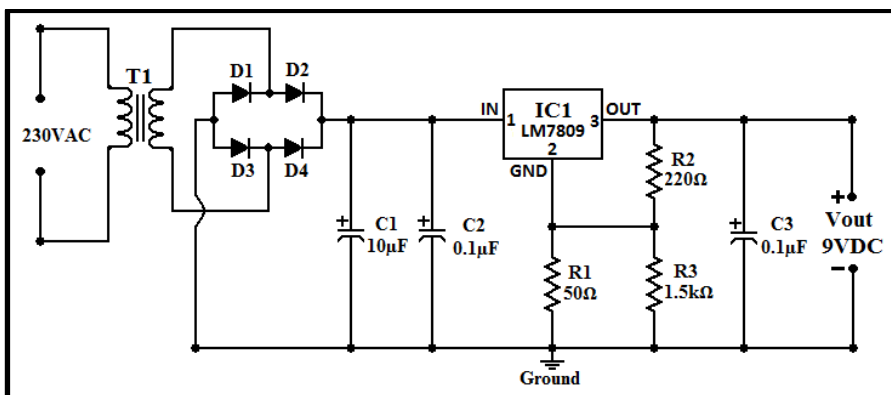 T1
230VAC
D1
D2
D3
D4
C1
10µF
C2
0.1µF
IN
1
IC1
LM7809
3
OUT
2
GND
R1
50Ω
R2
220Ω
R3
1.5kΩ
C3
0.1µF
+
Vout
9VDC
-
+
+
+
Ground